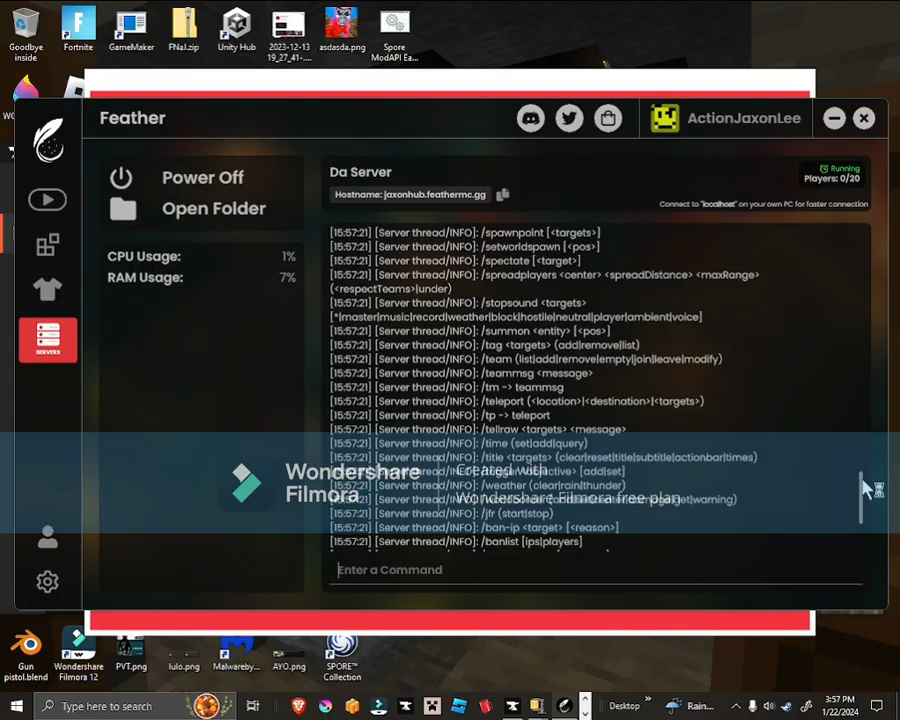 Goodbye inside
Fortnite
GameMaker
FNaJ.zip
Unity Hub
2023-12-13 19_27_41-...
asdasda.png
Spore ModAPI Ea...
Feather
ActionJaxonLee
Power Off
Open Folder
CPU Usage: 1%
RAM Usage: 7%
Da Server
Running
Players: 0/20
Hostname: jaxonhub.feathermc.gg
Connect to "localhost" on your own PC for faster connection
[15:57:21] [Server thread/INFO]: /spawnpoint [<targets>]
[15:57:21] [Server thread/INFO]: /setworldspawn [<pos>]
[15:57:21] [Server thread/INFO]: /spectate [<target>]
[15:57:21] [Server thread/INFO]: /spreadplayers <center> <spreadDistance> <maxRange>
(<respectTeams>|under)
[15:57:21] [Server thread/INFO]: /stopsound <targets>
[*|master|music|record|weather|block|hostile|neutral|player|ambient|voice]
[15:57:21] [Server thread/INFO]: /summon <entity> [<pos>]
[15:57:21] [Server thread/INFO]: /tag <targets> (add|remove|list)
[15:57:21] [Server thread/INFO]: /team (list|add|remove|empty|join|leave|modify)
[15:57:21] [Server thread/INFO]: /teammsg <message>
[15:57:21] [Server thread/INFO]: /tm -> teammsg
[15:57:21] [Server thread/INFO]: /teleport (<location>|<destination>|<targets>)
[15:57:21] [Server thread/INFO]: /tp -> teleport
[15:57:21] [Server thread/INFO]: /tellraw <targets> <message>
[15:57:21] [Server thread/INFO]: /time (set|add|query)
[15:57:21] [Server thread/INFO]: /title <targets> (clear|reset|title|subtitle|actionbar|times)
[add|set]
[15:57:21] [Server thread/INFO]: /weather (clear|rain|thunder)
[15:57:21] [Server thread/INFO]: /jfr (start|stop)
[15:57:21] [Server thread/INFO]: /ban-ip <target> [<reason>]
[15:57:21] [Server thread/INFO]: /banlist [ips|players]
Enter a Command
SERVERS
Wondershare
Filmora
Created with
Wondershare Filmora free plan
Gun pistol.blend
Wondershare Filmora 12
PVT.png
lulo.png
Malwareby...
AYO.png
SPORE™ Collection
Type here to search
Desktop
Rain...
3:57 PM
1/22/2024